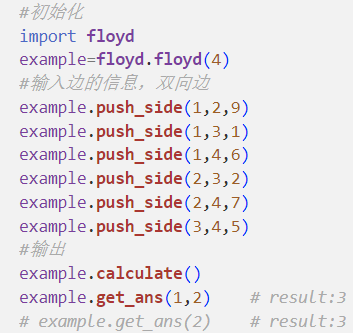 #初始化
import floyd
example=floyd.floyd(4)
#输入边的信息，双向边
example.push_side(1,2,9)
example.push_side(1,3,1)
example.push_side(1,4,6)
example.push_side(2,3,2)
example.push_side(2,4,7)
example.push_side(3,4,5)
#输出
example.calculate()
example.get_ans(1,2)    # result:3
# example.get_ans(2)    # result:3